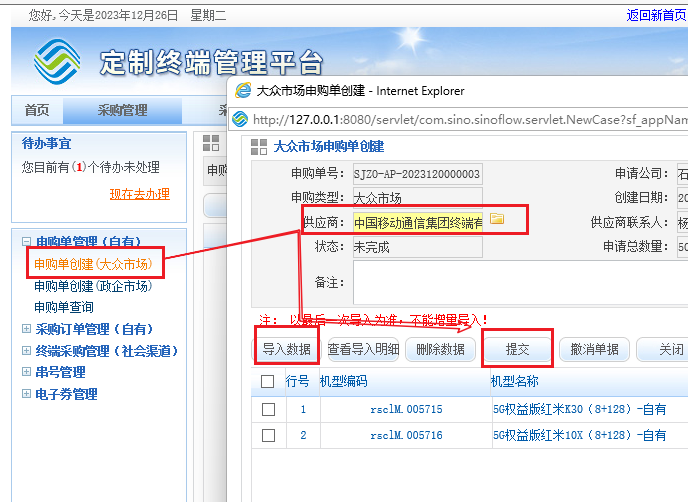 您好,今天是2023年12月26日 星期二
返回新首页
定制终端管理平台
首页 采购管理
待办事宜
您目前有(1)个待办未处理
现在去办理
申购单管理(自有)
申购单创建(大众市场)
申购单创建(政企市场)
申购单查询
采购订单管理(自有)
终端采购管理(社会渠道)
串号管理
电子券管理
大众市场申购单创建 - Internet Explorer
http://127.0.0.1:8080/servlet/com.sino.sinoflow.servlet.NewCase?sf_appNam
大众市场申购单创建
申购单号: SJZO-AP-2023120000003 申请公司: 石
申购类型: 大众市场 创建日期: 20
供应商: 中国移动通信集团终端有 供应商联系人: 杨
状态: 未完成 申请总数量: 50
备注:
注: 以最后一次导入为准,不能增量导入!
导入数据 查看导入明细 删除数据 提交 撤消单据 关闭
行号 机型编码 机型名称
1 rsclM.005715 5G权益版红米K30(8+128)-自有
2 rsclM.005716 5G权益版红米10X(8+128)-自有